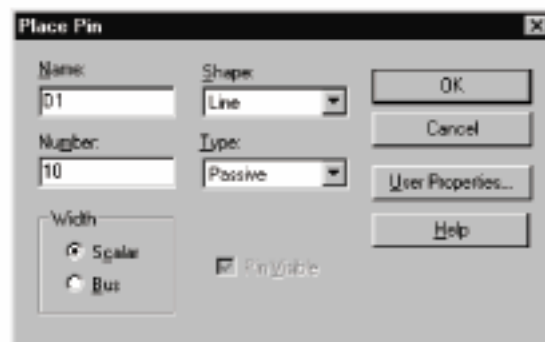 Place Pin
Name:
D1
Shape:
Line
OK
Cancel
Number:
10
Type:
Passive
User Properties...
Help
Width
Scalar
Bus
Pin Visible